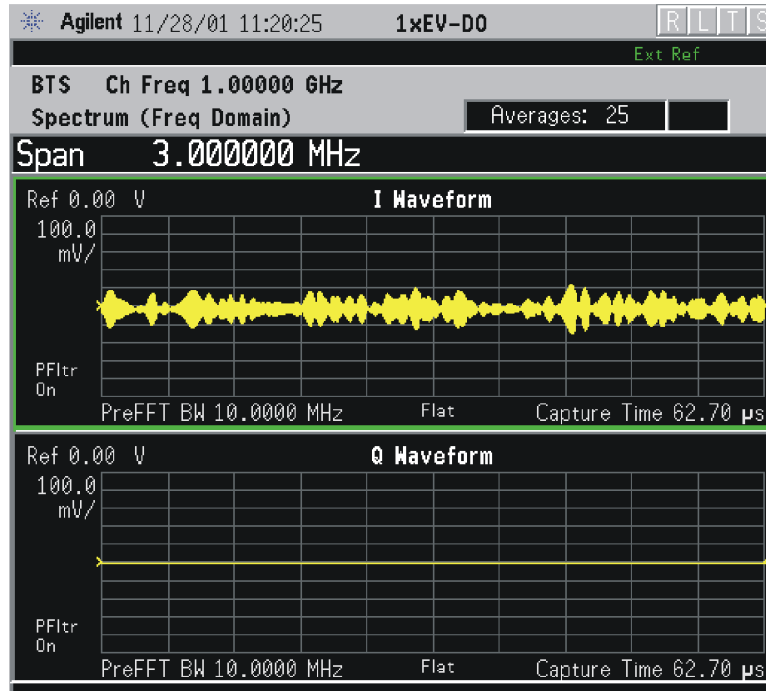 Agilent 11/28/01 11:20:25 1xEV-DO R L T S
Ext Ref
BTS Ch Freq 1.00000 GHz
Spectrum (Freq Domain) Averages: 25
Span 3.000000 MHz
Ref 0.00 V I Waveform
100.0
mV/
PFltr
On
PreFFT BW 10.0000 MHz Flat Capture Time 62.70 µs
Ref 0.00 V Q Waveform
100.0
mV/
PFltr
On
PreFFT BW 10.0000 MHz Flat Capture Time 62.70 µs